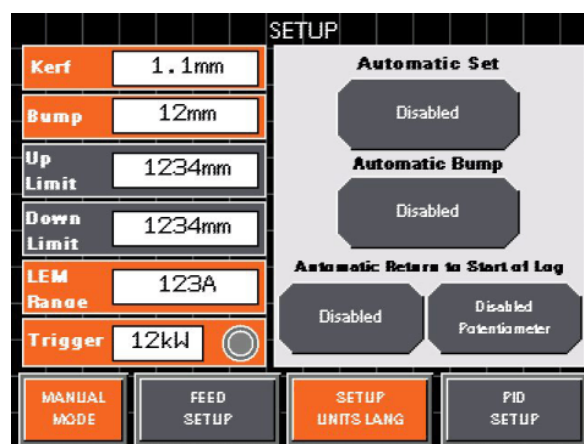 SETUP
Kerf
1.1mm
Bump
12mm
Up
Limit
1234mm
Down
Limit
1234mm
LEM
Range
123A
Trigger
12kW
Automatic Set
Disabled
Automatic Bump
Disabled
Automatic Return to Start of Log
Disabled
Disabled
Potentiometer
MANUAL
MODE
FEED
SETUP
SETUP
UNITS LANG
PID
SETUP